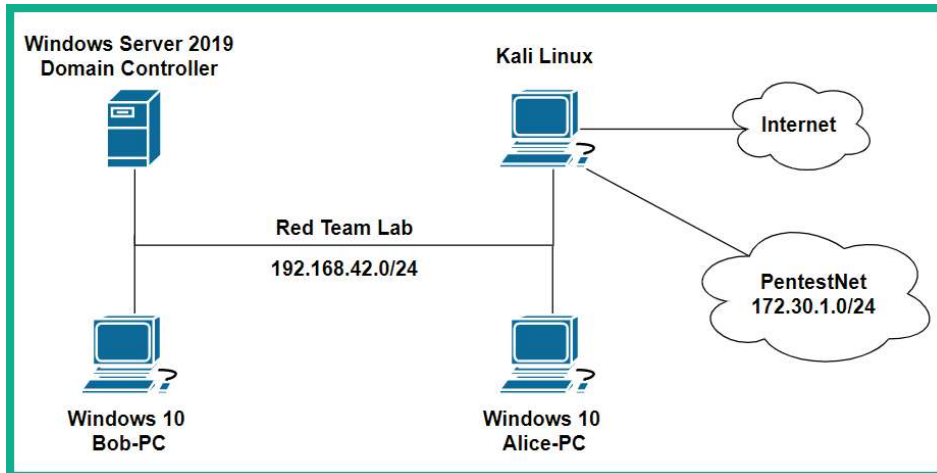 Windows Server 2019
Domain Controller
Kali Linux
Internet
Red Team Lab
192.168.42.0/24
PentestNet
172.30.1.0/24
Windows 10
Bob-PC
Windows 10
Alice-PC